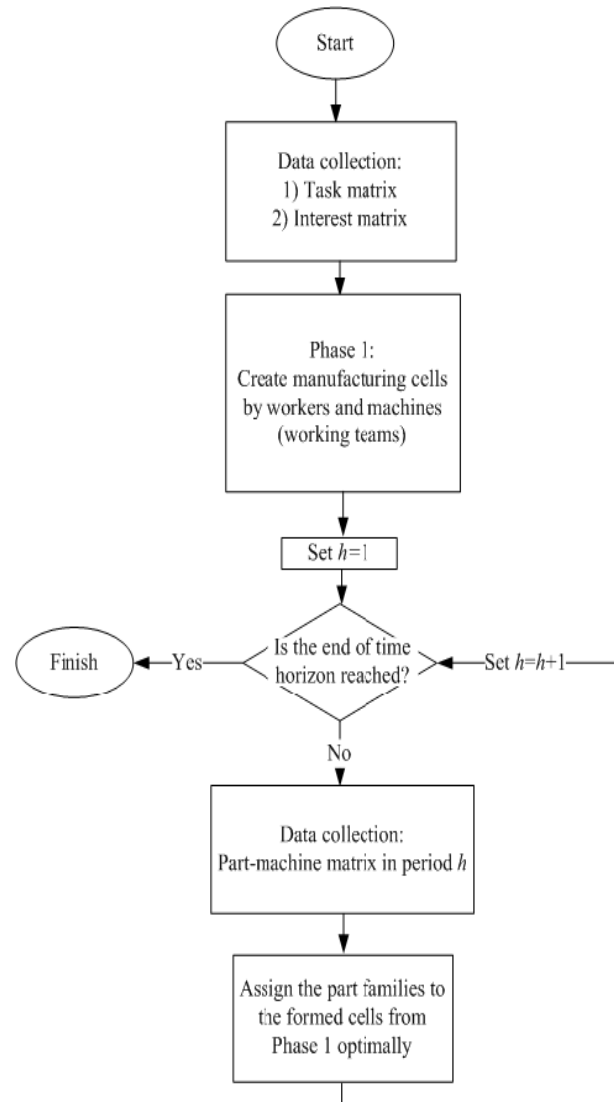 Start
Data collection:
1) Task matrix
2) Interest matrix
Phase 1:
Create manufacturing cells
by workers and machines
(working teams)
Set h=1
Is the end of time
horizon reached?
Yes
Finish
Set h=h+1
No
Data collection:
Part-machine matrix in period h
Assign the part families to
the formed cells from
Phase 1 optimally